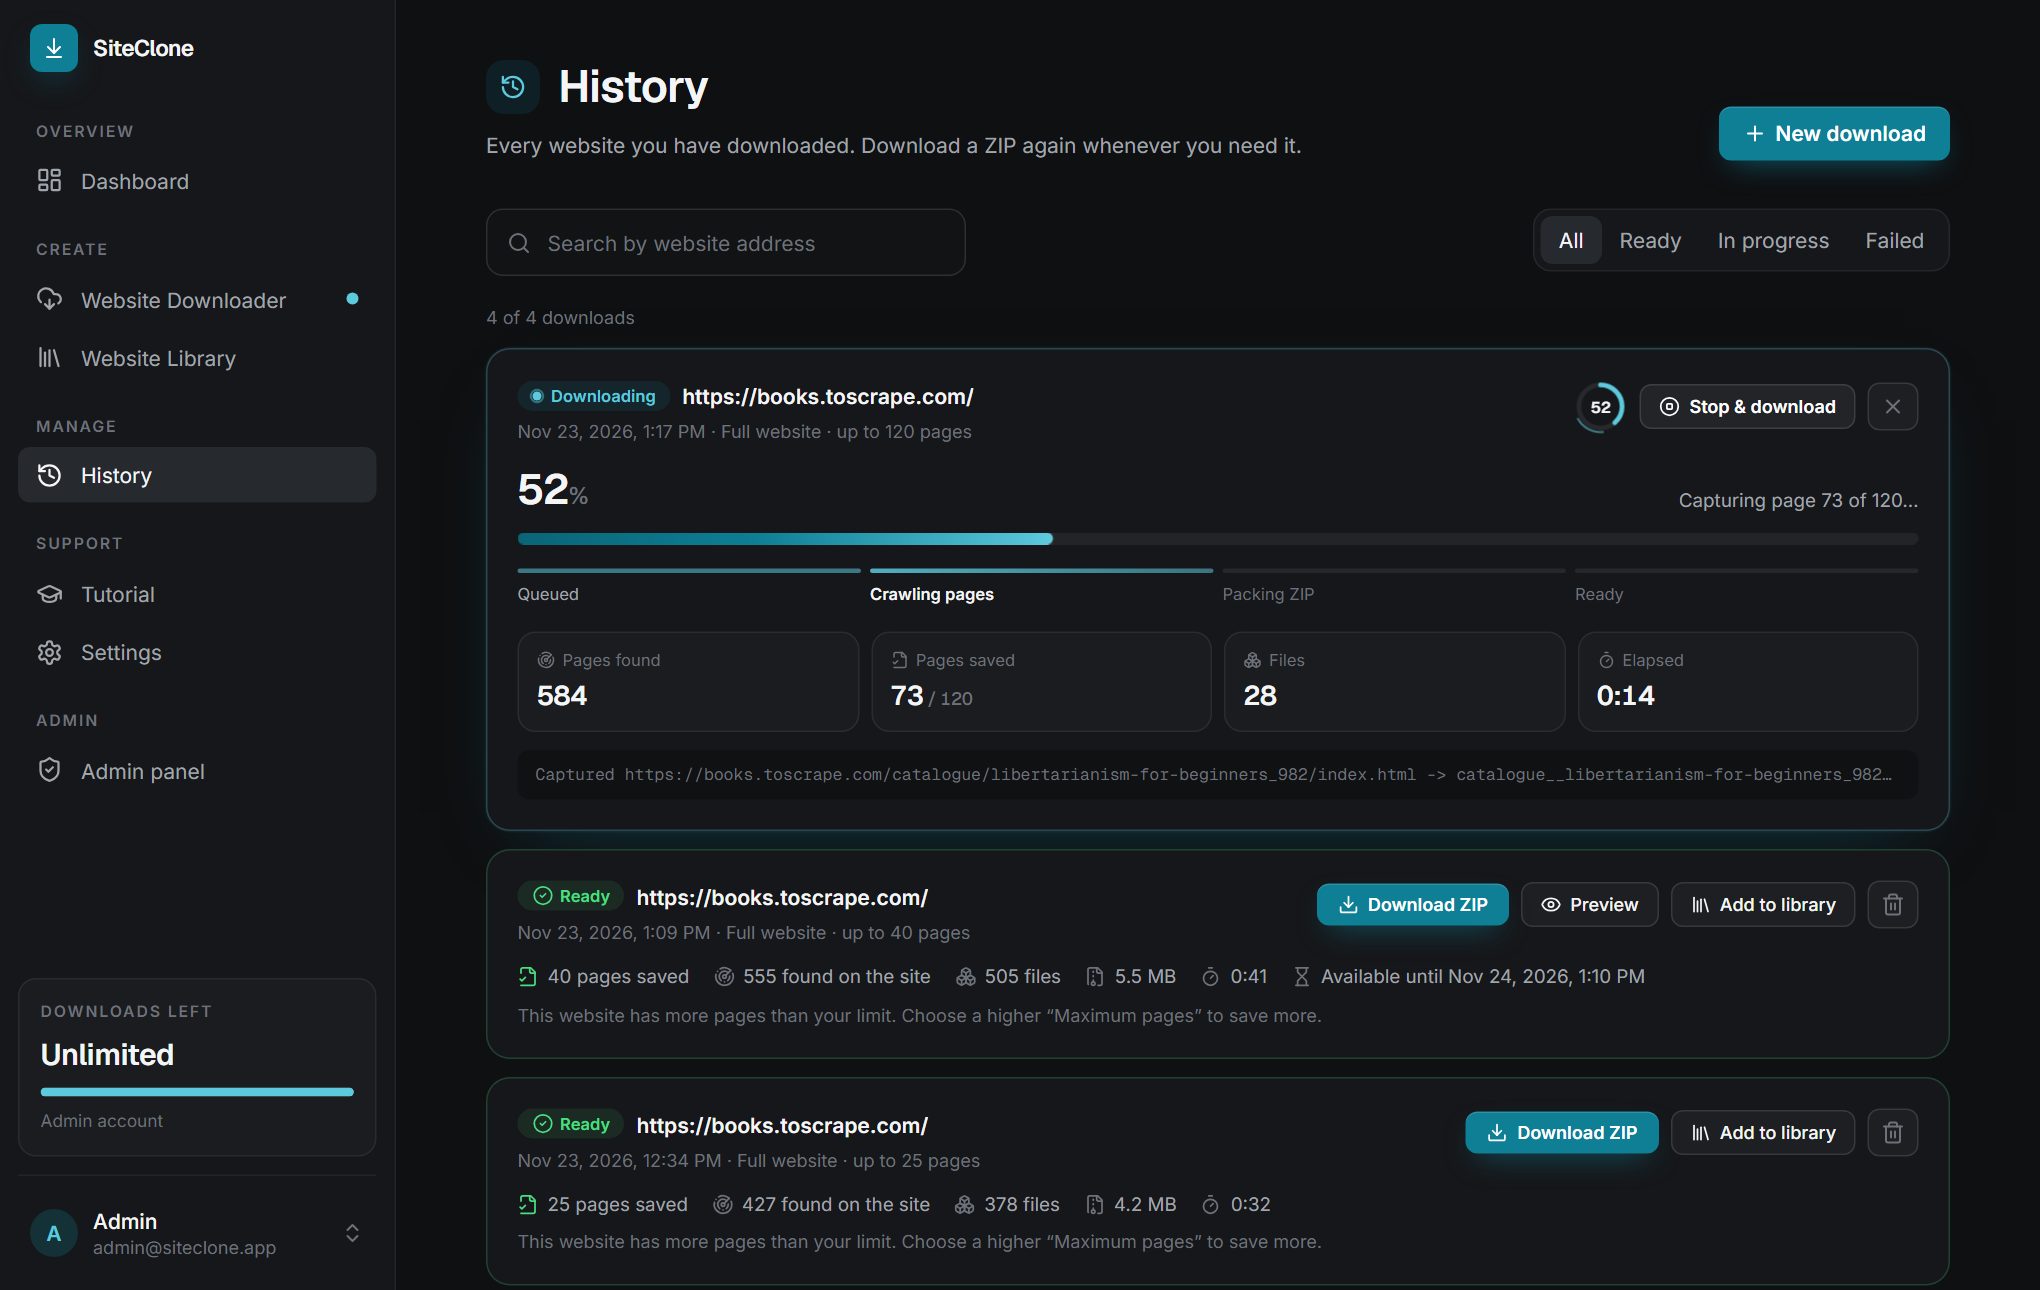 SiteClone
OVERVIEW
Dashboard
CREATE
Website Downloader
Website Library
MANAGE
History
SUPPORT
Tutorial
Settings
ADMIN
Admin panel
DOWNLOADS LEFT
Unlimited
Admin account
A
Admin
admin@siteclone.app
History
Every website you have downloaded. Download a ZIP again whenever you need it.
New download
Search by website address
All Ready In progress Failed
4 of 4 downloads
Downloading https://books.toscrape.com/
Nov 23, 2026, 1:17 PM · Full website · up to 120 pages
52 Stop & download
52%
Capturing page 73 of 120...
Queued Crawling pages Packing ZIP Ready
Pages found Pages saved Files Elapsed
584 73 / 120 28 0:14
Captured https://books.toscrape.com/catalogue/libertarianism-for-beginners_982/index.html -> catalogue__libertarianism-for-beginners_982…
Ready https://books.toscrape.com/
Download ZIP Preview Add to library
Nov 23, 2026, 1:09 PM · Full website · up to 40 pages
40 pages saved 555 found on the site 505 files 5.5 MB 0:41 Available until Nov 24, 2026, 1:10 PM
This website has more pages than your limit. Choose a higher “Maximum pages” to save more.
Ready https://books.toscrape.com/
Download ZIP Add to library
Nov 23, 2026, 12:34 PM · Full website · up to 25 pages
25 pages saved 427 found on the site 378 files 4.2 MB 0:32
This website has more pages than your limit. Choose a higher “Maximum pages” to save more.